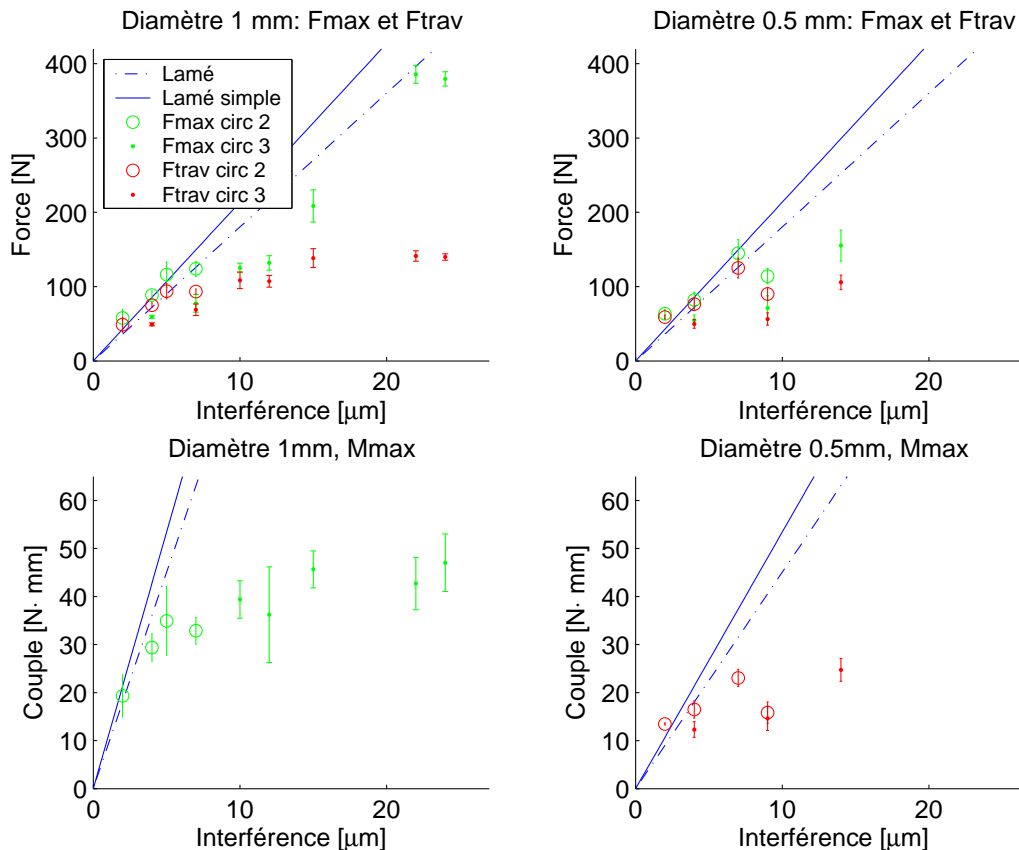 Diamètre 1 mm: Fmax et Ftrav
400
300
200
100
0
Force [N]
Lamé
Lamé simple
Fmax circ 2
Fmax circ 3
Ftrav circ 2
Ftrav circ 3
0 10 20
Interférence [μm]
Diamètre 0.5 mm: Fmax et Ftrav
400
300
200
100
0
Force [N]
0 10 20
Interférence [μm]
Diamètre 1mm, Mmax
60
50
40
30
20
10
0
Couple [N· mm]
0 10 20
Interférence [μm]
Diamètre 0.5mm, Mmax
60
50
40
30
20
10
0
Couple [N· mm]
0 10 20
Interférence [μm]